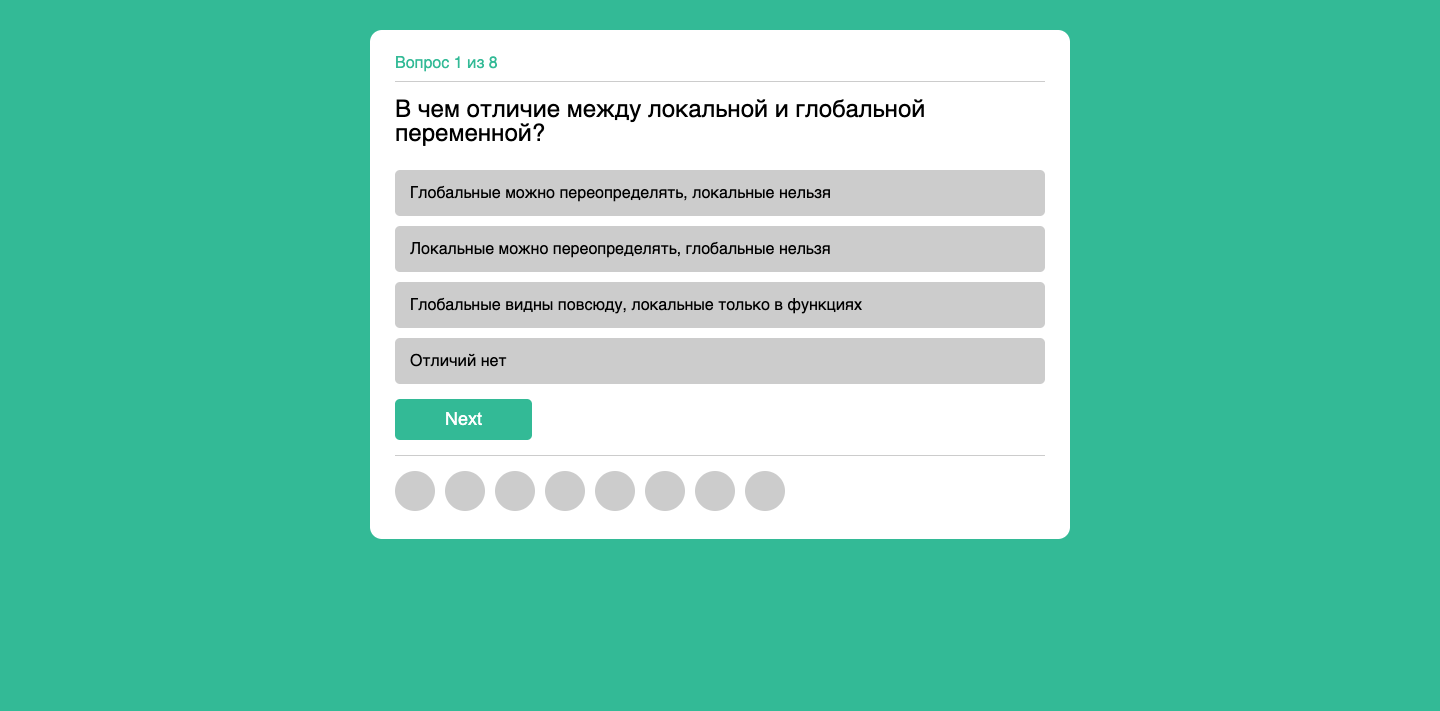 Вопрос 1 из 8
В чем отличие между локальной и глобальной
переменной?
Глобальные можно переопределять, локальные нельзя
Локальные можно переопределять, глобальные нельзя
Глобальные видны повсюду, локальные только в функциях
Отличий нет
Next